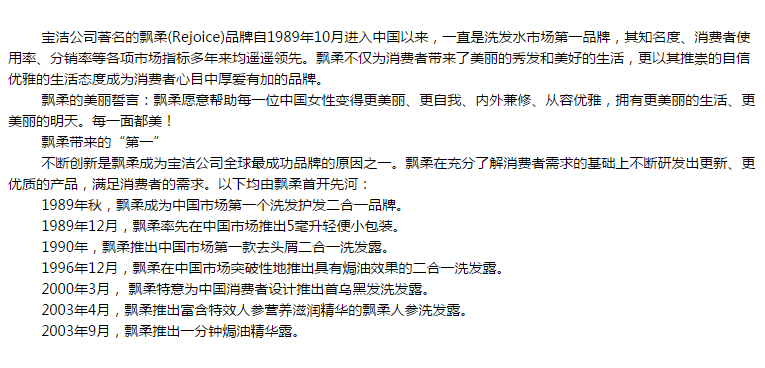 宝洁公司著名的飘柔(Rejoice)品牌自1989年10月进入中国以来，一直是洗发水市场第一品牌，其知名度、消费者使
用率、分销率等各项市场指标多年来均遥遥领先。飘柔不仅为消费者带来了美丽的秀发和美好的生活，更以其推崇的自信
优雅的生活态度成为消费者心目中厚爱有加的品牌。
飘柔的美丽誓言：飘柔愿意帮助每一位中国女性变得更美丽、更自我、内外兼修、从容优雅，拥有更美丽的生活、更
美丽的明天。每一面都美！
飘柔带来的“第一”
不断创新是飘柔成为宝洁公司全球最成功品牌的原因之一。飘柔在充分了解消费者需求的基础上不断研发出更新、更
优质的产品，满足消费者的需求。以下均由飘柔首开先河：
1989年秋，飘柔成为中国市场第一个洗发护发二合一品牌。
1989年12月，飘柔率先在中国市场推出5毫升轻便小包装。
1990年，飘柔推出中国市场第一款去头屑二合一洗发露。
1996年12月，飘柔在中国市场突破性地推出具有焗油效果的二合一洗发露。
2000年3月， 飘柔特意为中国消费者设计推出首乌黑发洗发露。
2003年4月，飘柔推出富含特效人参营养滋润精华的飘柔人参洗发露。
2003年9月，飘柔推出一分钟焗油精华露。